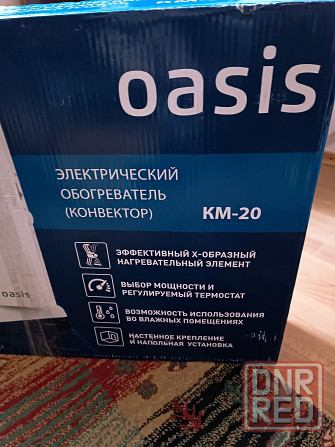 oasis
ЭЛЕКТРИЧЕСКИЙ
ОБОГРЕВАТЕЛЬ
(КОНВЕКТОР) КМ-20
ЭФФЕКТИВНЫЙ Х-ОБРАЗНЫЙ
НАГРЕВАТЕЛЬНЫЙ ЭЛЕМЕНТ
ВЫБОР МОЩНОСТИ И
РЕГУЛИРУЕМЫЙ ТЕРМОСТАТ
ВОЗМОЖНОСТЬ ИСПОЛЬЗОВАНИЯ
ВО ВЛАЖНЫХ ПОМЕЩЕНИЯХ
НАСТЕННОЕ КРЕПЛЕНИЕ
И НАПОЛЬНАЯ УСТАНОВКА
oasis
DNR
RED